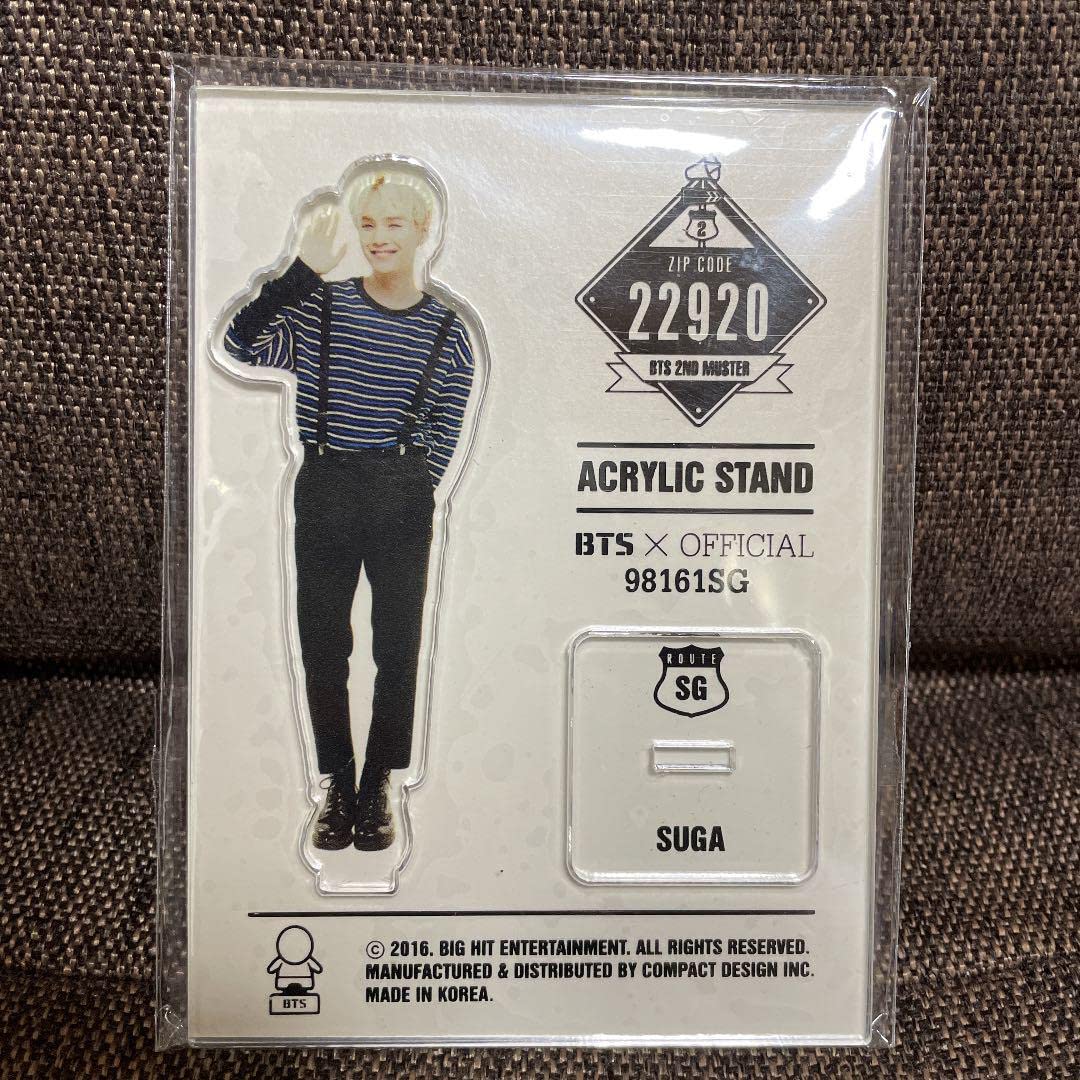 2
ZIP CODE
22920
BTS 2ND MUSTER
ACRYLIC STAND
BTS × OFFICIAL
98161SG
ROUTE
SG
SUGA
BTS
© 2016. BIG HIT ENTERTAINMENT. ALL RIGHTS RESERVED.
MANUFACTURED & DISTRIBUTED BY COMPACT DESIGN INC.
MADE IN KOREA.